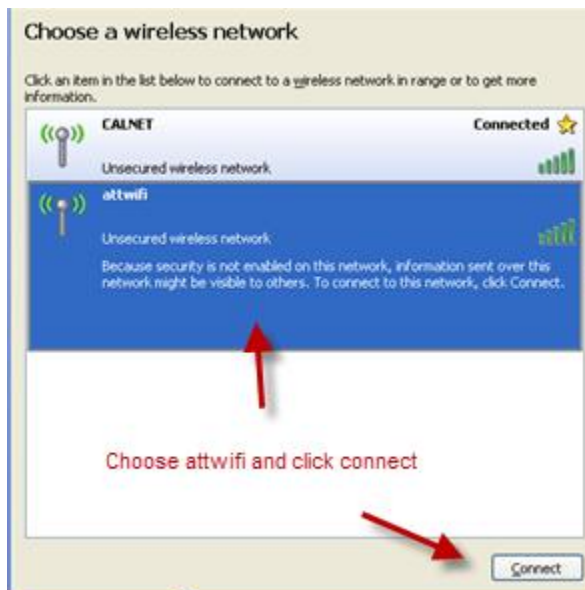 Choose a wireless network
Click an item in the list below to connect to a wireless network in range or to get more
information.
CALNET Connected
Unsecured wireless network
attwifi
Unsecured wireless network
Because security is not enabled on this network, information sent over this
network might be visible to others. To connect to this network, click Connect.
Choose attwifi and click connect
Connect